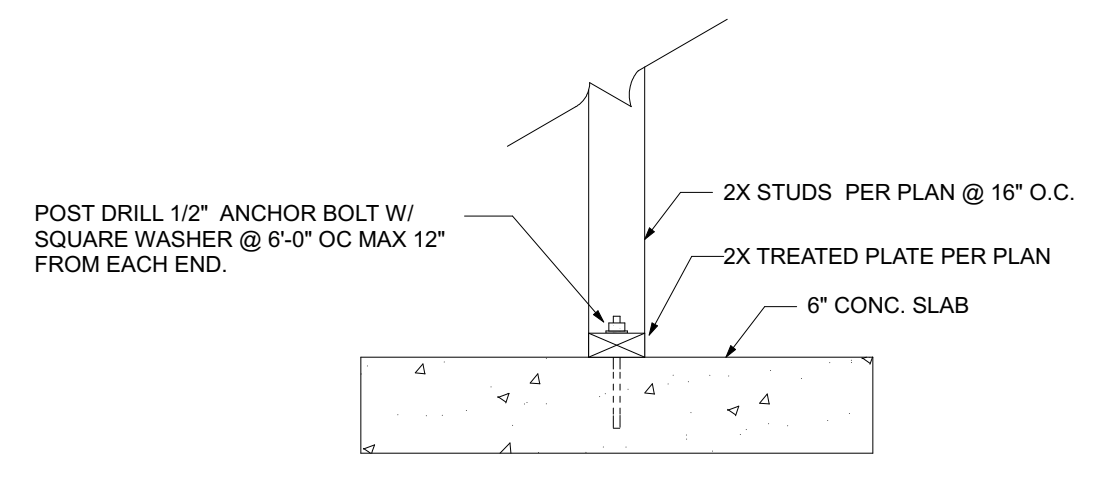 POST DRILL 1/2" ANCHOR BOLT W/
SQUARE WASHER @ 6'-0" OC MAX 12"
FROM EACH END.
2X STUDS PER PLAN @ 16" O.C.
2X TREATED PLATE PER PLAN
6" CONC. SLAB